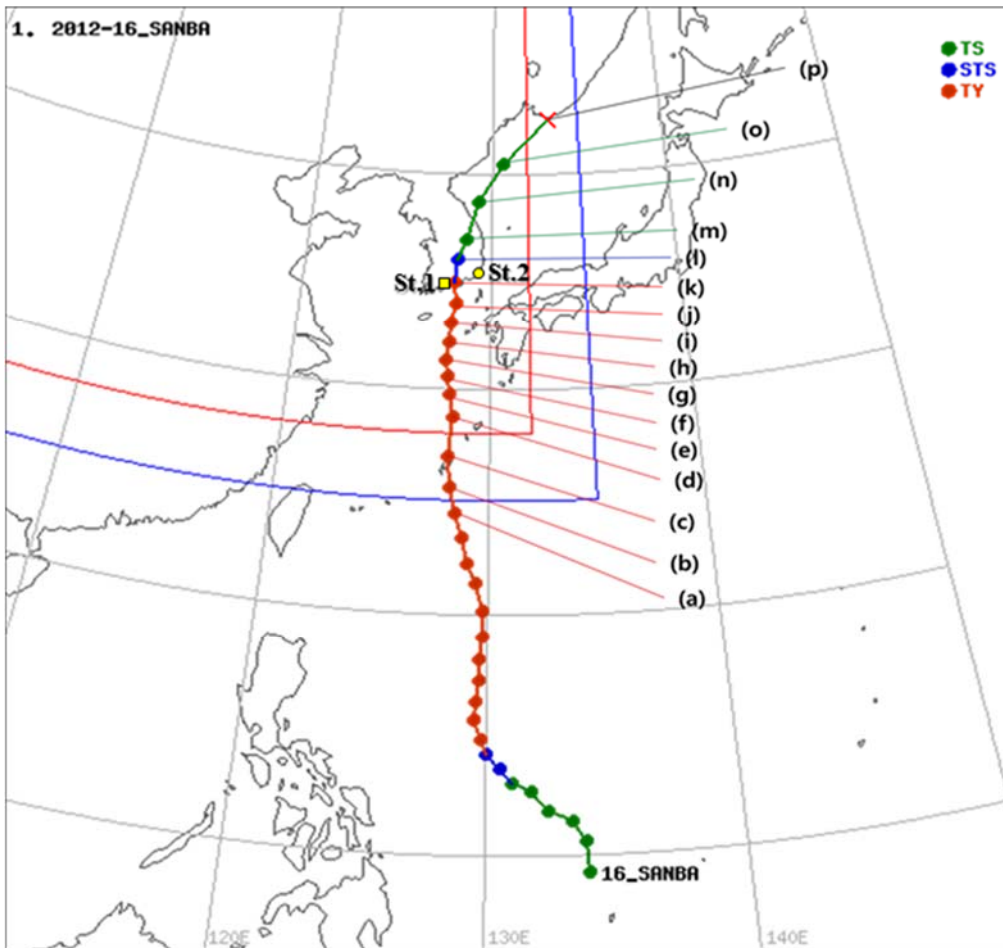 1. 2012-16_SANBA
TS
STS
TY
(p)
(o)
(n)
(m)
(l)
St.1
St.2
(k)
(j)
(i)
(h)
(g)
(f)
(e)
(d)
(c)
(b)
(a)
16_SANBA
120E
130E
140E